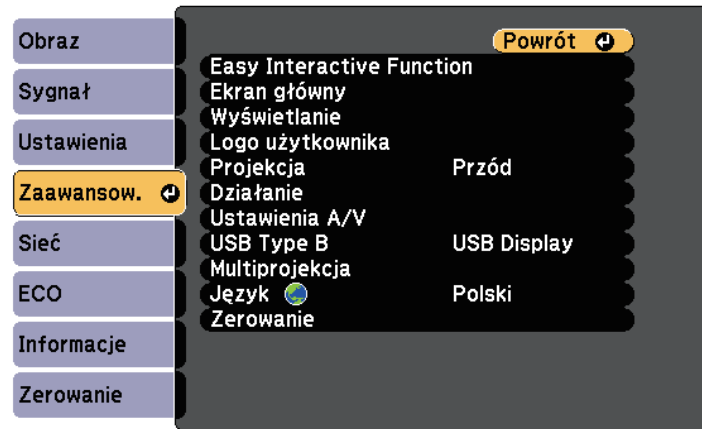 Obraz
Sygnał
Ustawienia
Zaawansow.
Sieć
ECO
Informacje
Zerowanie
Powrót
Easy Interactive Function
Ekran główny
Wyświetlanie
Logo użytkownika
Projekcja Przód
Działanie
Ustawienia A/V
USB Type B USB Display
Multiprojekcja
Język Polski
Zerowanie